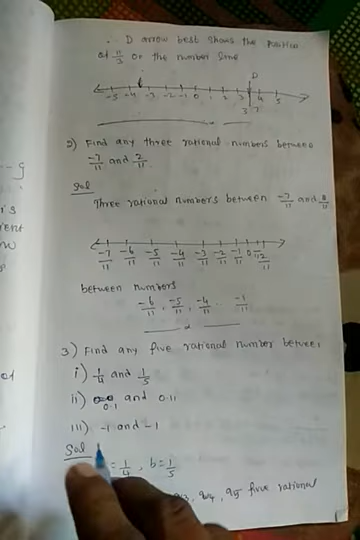 ∴ D arrow best shows the position
of 11/3 on the number line
D
-5 -4 -3 -2 -1 0 1 2 3 4 5
2) Find any three rational numbers between
-7/11 and 2/11.
Sol
Three rational numbers between -7/11 and 2/11
-7/11 -6/11 -5/11 -4/11 -3/11 -2/11 -1/11 0 1/11 2/11
between numbers
-6/11, -5/11, -4/11 .. -1/11
3) Find any five rational number between
i) 1/4 and 1/5
ii) 0.1 and 0.11
iii) -1 and -1
Sol
= 1/4, b = 1/5
q3, q4, q5 five rational